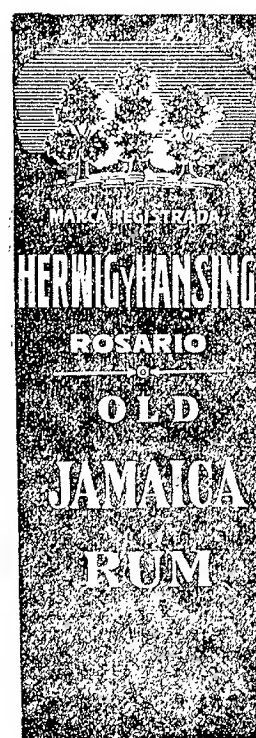 MARCA REGISTRADA
HERWIG Y HANSING
ROSARIO
OLD
JAMAICA
RUM